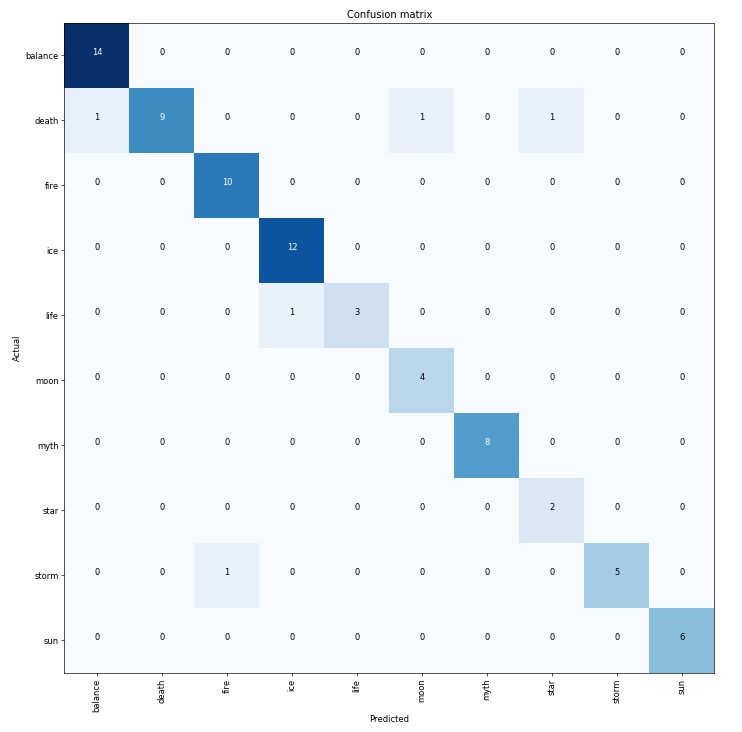 Confusion matrix
balance 14 0 0 0 0 0 0 0 0 0
death 1 9 0 0 0 1 0 1 0 0
fire 0 0 10 0 0 0 0 0 0 0
ice 0 0 0 12 0 0 0 0 0 0
life 0 0 0 1 3 0 0 0 0 0
Actual
moon 0 0 0 0 0 4 0 0 0 0
myth 0 0 0 0 0 0 8 0 0 0
star 0 0 0 0 0 0 0 2 0 0
storm 0 0 1 0 0 0 0 0 5 0
sun 0 0 0 0 0 0 0 0 0 6
balance death fire ice life moon myth star storm sun
Predicted